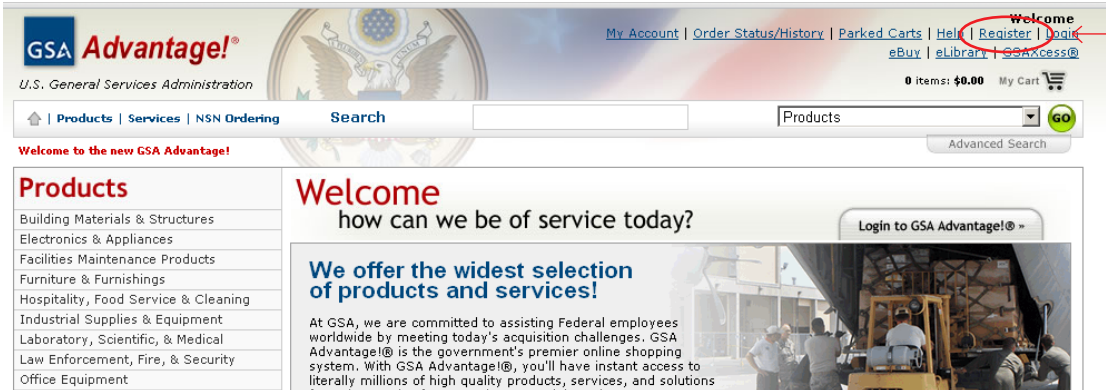 Welcome
GSA Advantage!®
My Account | Order Status/History | Parked Carts | Help | Register | Login
eBuy | eLibrary | GSAXcess®
U.S. General Services Administration
0 items: $0.00 My Cart
| Products | Services | NSN Ordering Search Products GO
Welcome to the new GSA Advantage! Advanced Search
Products
Building Materials & Structures
Electronics & Appliances
Facilities Maintenance Products
Furniture & Furnishings
Hospitality, Food Service & Cleaning
Industrial Supplies & Equipment
Laboratory, Scientific, & Medical
Law Enforcement, Fire, & Security
Office Equipment
Welcome
how can we be of service today?
Login to GSA Advantage!® »
We offer the widest selection
of products and services!
At GSA, we are committed to assisting Federal employees
worldwide by meeting today's acquisition challenges. GSA
Advantage!® is the government's premier online shopping
system. With GSA Advantage!®, you'll have instant access to
literally millions of high quality products, services, and solutions